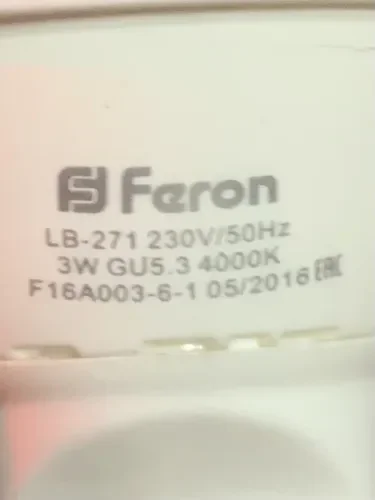 Feron
LB-271 230V/50Hz
3W GU5.3 4000K
F16A003-6-1 05/2016 EAC